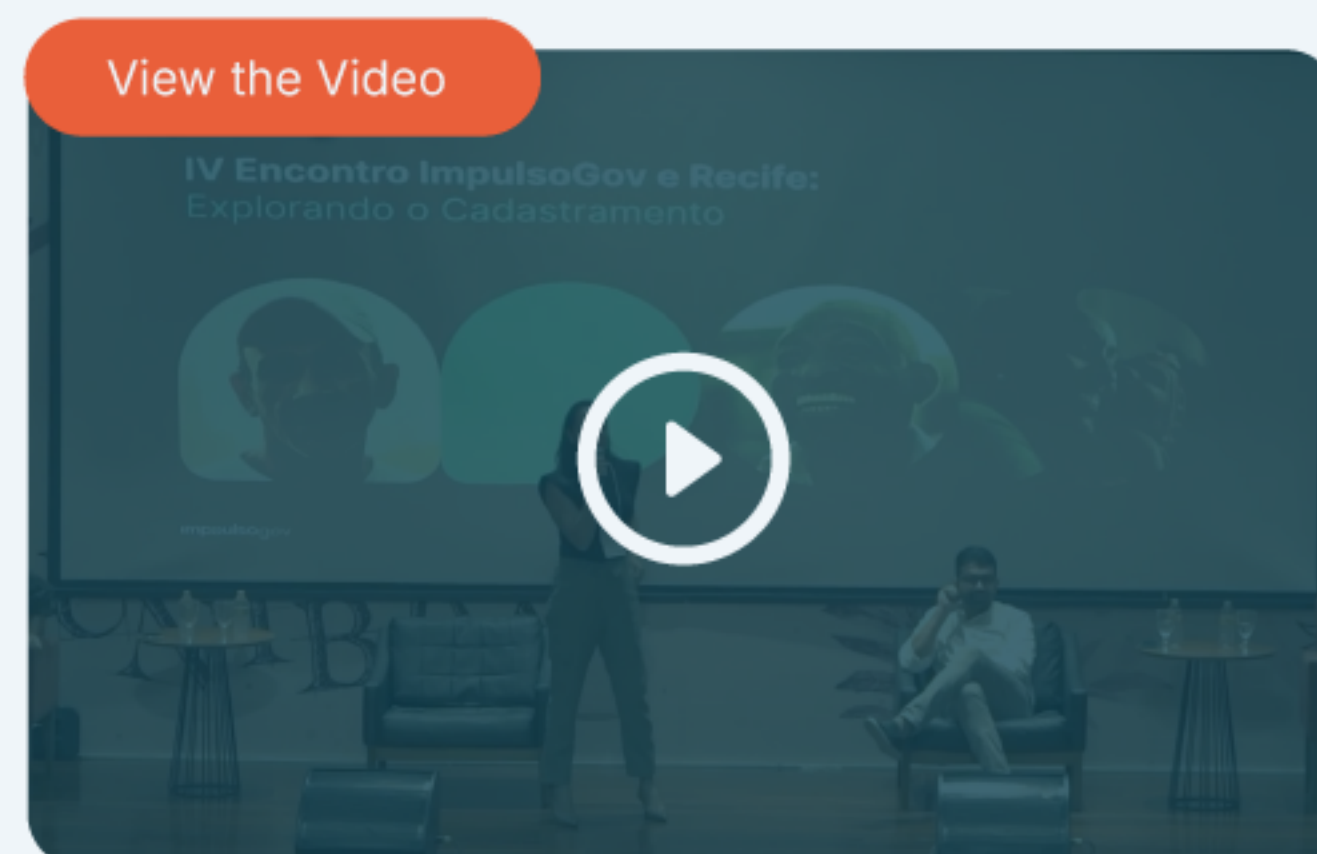 View the Video
IV Encontro ImpulsoGov e Recife:
Explorando o Cadastramento
impulsogov